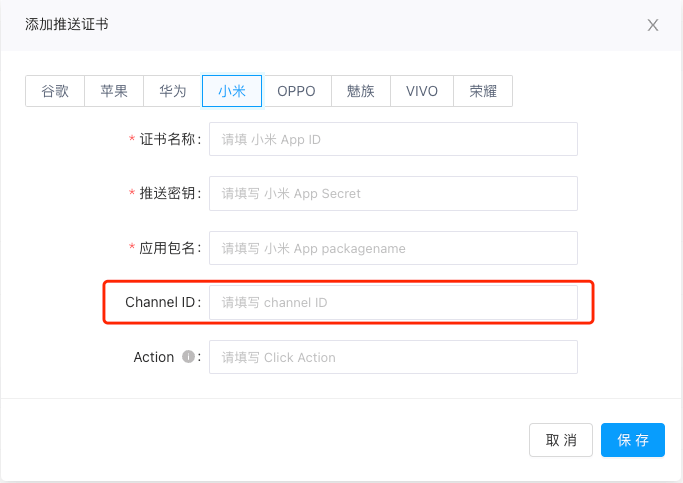 添加推送证书
谷歌 苹果 华为 小米 OPPO 魅族 VIVO 荣耀
* 证书名称: 请填 小米 App ID
* 推送密钥: 请填写 小米 App Secret
* 应用包名: 请填写 小米 App packagename
Channel ID: 请填写 channel ID
Action : 请填写 Click Action
取 消 保 存